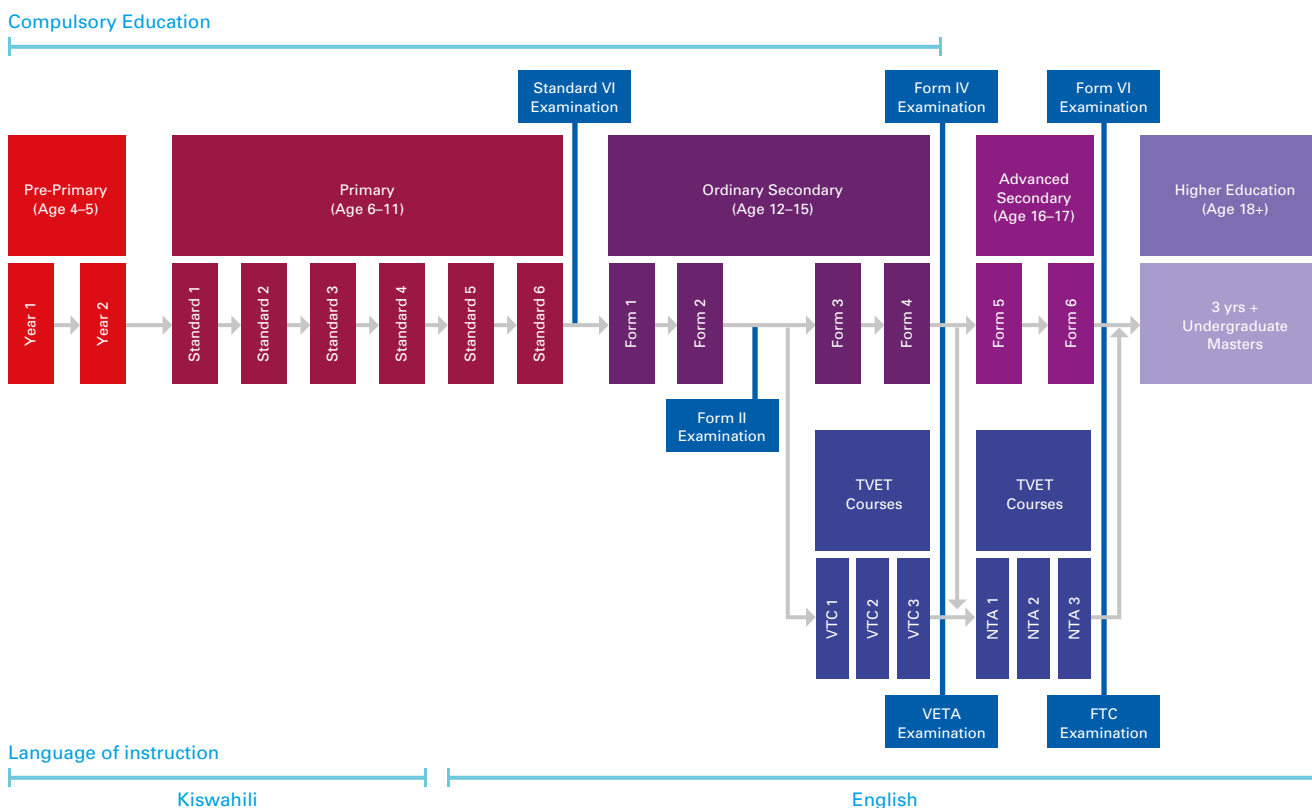 Compulsory Education
Standard VI
Examination
Form IV
Examination
Form VI
Examination
Pre-Primary
(Age 4–5)
Primary
(Age 6–11)
Ordinary Secondary
(Age 12–15)
Advanced
Secondary
(Age 16–17)
Higher Education
(Age 18+)
Year 1
Year 2
Standard 1
Standard 2
Standard 3
Standard 4
Standard 5
Standard 6
Form 1
Form 2
Form 3
Form 4
Form 5
Form 6
3 yrs +
Undergraduate
Masters
Form II
Examination
TVET
Courses
TVET
Courses
VTC 1
VTC 2
VTC 3
NTA 1
NTA 2
NTA 3
VETA
Examination
FTC
Examination
Language of instruction
Kiswahili
English